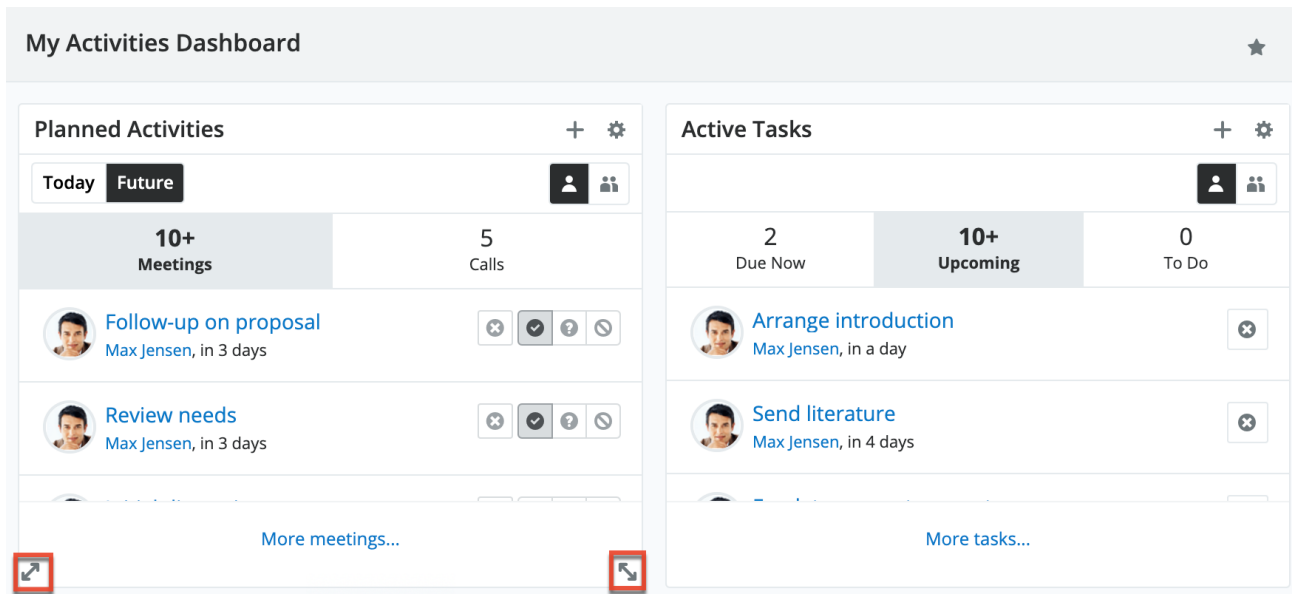 My Activities Dashboard
Planned Activities
Today Future
10+
Meetings
5
Calls
Follow-up on proposal
Max Jensen, in 3 days
Review needs
Max Jensen, in 3 days
More meetings...
Active Tasks
2
Due Now
10+
Upcoming
0
To Do
Arrange introduction
Max Jensen, in a day
Send literature
Max Jensen, in 4 days
More tasks...